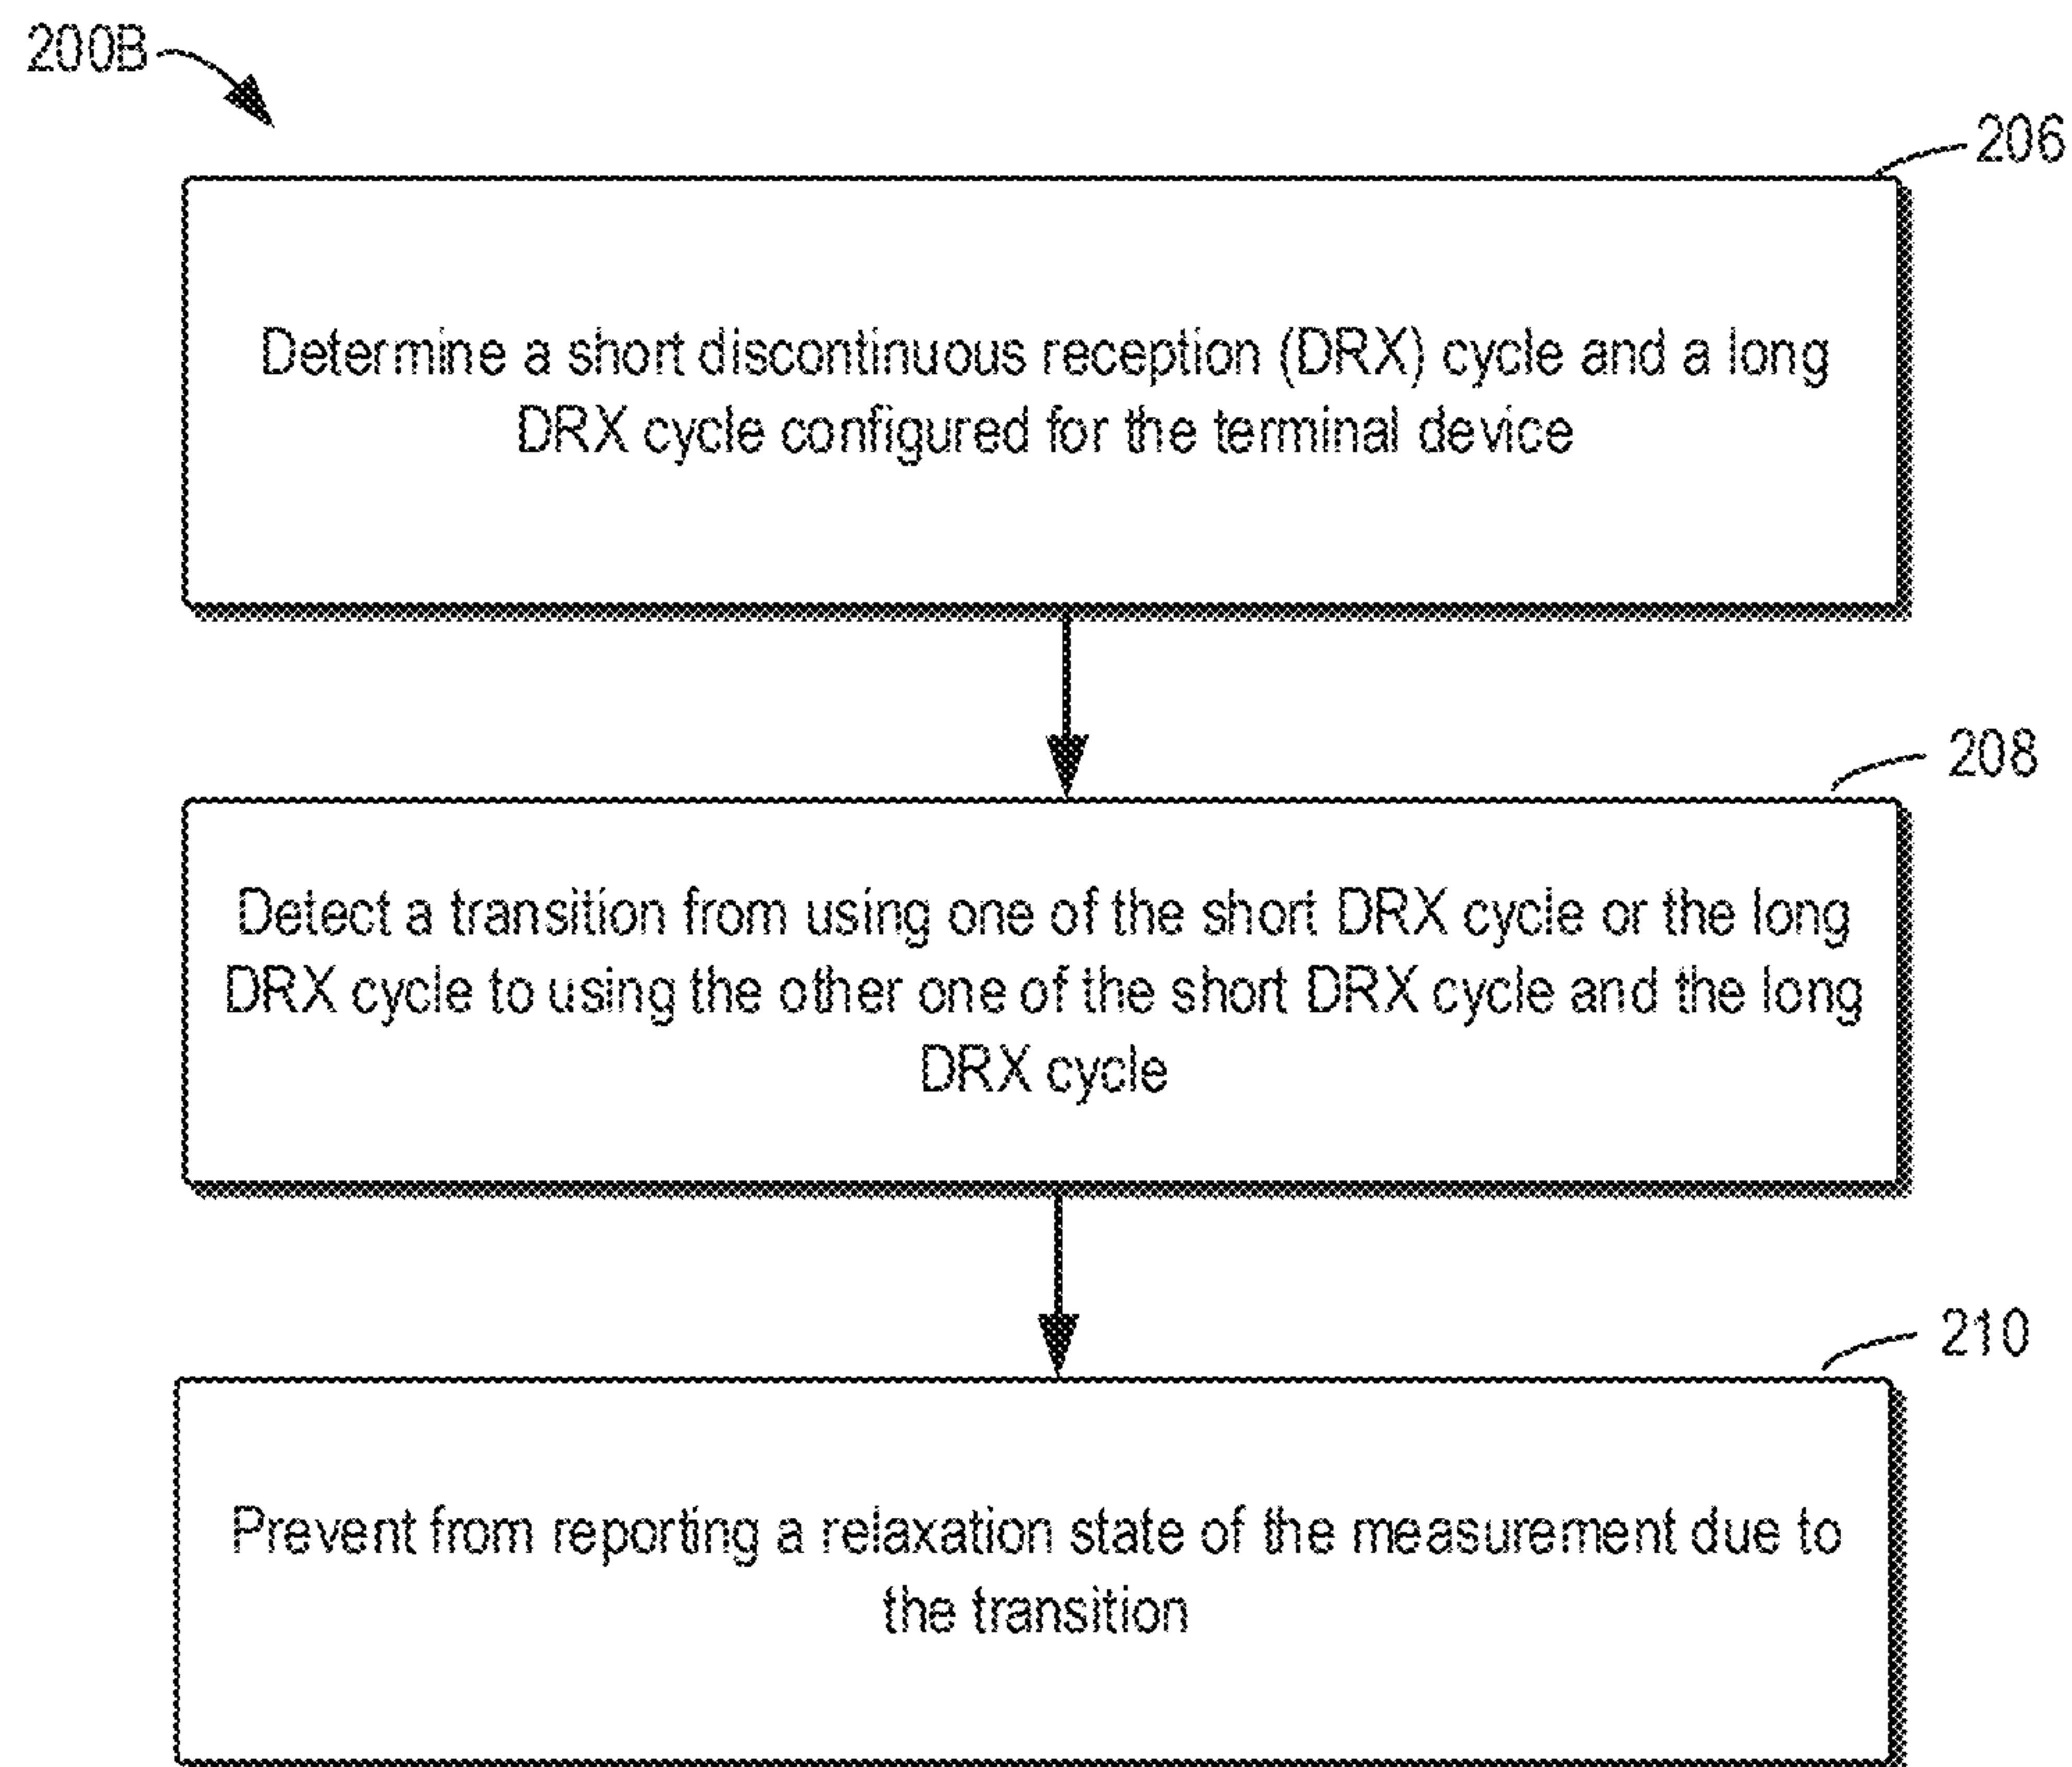 200B
206
Determine a short discontinuous reception (DRX) cycle and a long
DRX cycle configured for the terminal device
208
Detect a transition from using one of the short DRX cycle or the long
DRX cycle to using the other one of the short DRX cycle and the long
DRX cycle
210
Prevent from reporting a relaxation state of the measurement due to
the transition